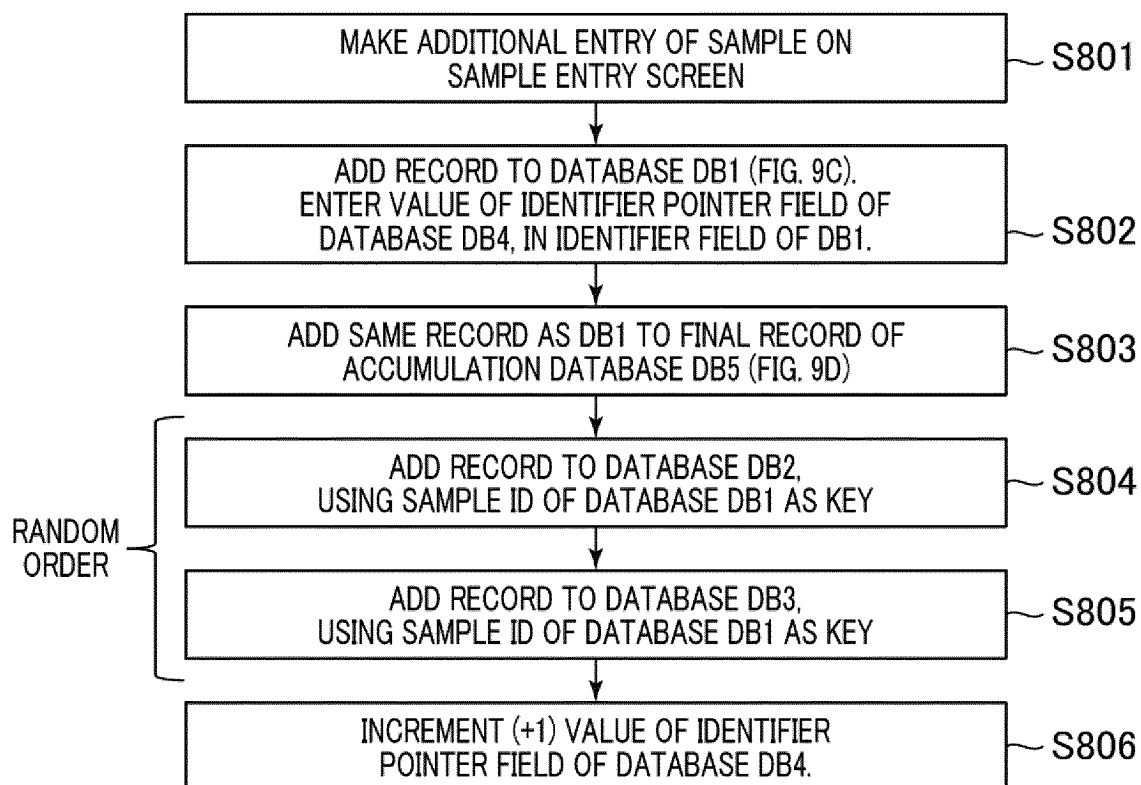 MAKE ADDITIONAL ENTRY OF SAMPLE ON
SAMPLE ENTRY SCREEN
S801
ADD RECORD TO DATABASE DB1 (FIG. 9C).
ENTER VALUE OF IDENTIFIER POINTER FIELD OF
DATABASE DB4, IN IDENTIFIER FIELD OF DB1.
S802
ADD SAME RECORD AS DB1 TO FINAL RECORD OF
ACCUMULATION DATABASE DB5 (FIG. 9D)
S803
RANDOM
ORDER
ADD RECORD TO DATABASE DB2,
USING SAMPLE ID OF DATABASE DB1 AS KEY
S804
ADD RECORD TO DATABASE DB3,
USING SAMPLE ID OF DATABASE DB1 AS KEY
S805
INCREMENT (+1) VALUE OF IDENTIFIER
POINTER FIELD OF DATABASE DB4.
S806